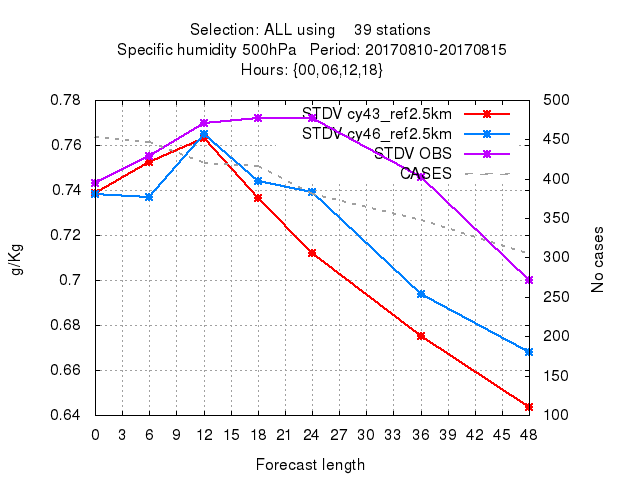 Selection: ALL using 39 stations
Specific humidity 500hPa Period: 20170810-20170815
Hours: {00,06,12,18}
0.78
0.76
0.74
0.72
0.7
0.68
0.66
0.64
g/Kg
STDV cy43_ref2.5km
STDV cy46_ref2.5km
STDV OBS
CASES
500
450
400
350
300
250
200
150
100
No cases
0 3 6 9 12 15 18 21 24 27 30 33 36 39 42 45 48
Forecast length